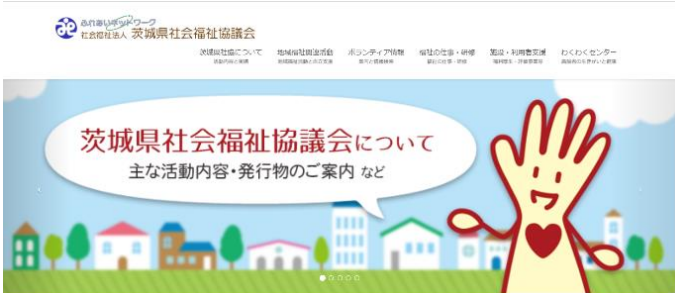 ふれあいネットワーク
社会福祉法人 茨城県社会福祉協議会
茨城県社協について 地域福祉関連活動 ボランティア情報 福祉の仕事・研修 施設・利用者支援 わくわくセンター
茨城県社会福祉協議会について
主な活動内容・発行物のご案内 など